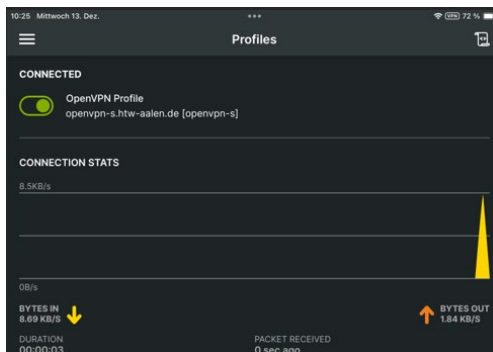 10:25 Mittwoch 13. Dez.
VPN 72 %
Profiles
CONNECTED
OpenVPN Profile
openvpn-s.htw-aalen.de [openvpn-s]
CONNECTION STATS
8.5KB/s
0B/s
BYTES IN
8.69 KB/S
BYTES OUT
1.84 KB/S
DURATION
00:00:03
PACKET RECEIVED
0 sec ago